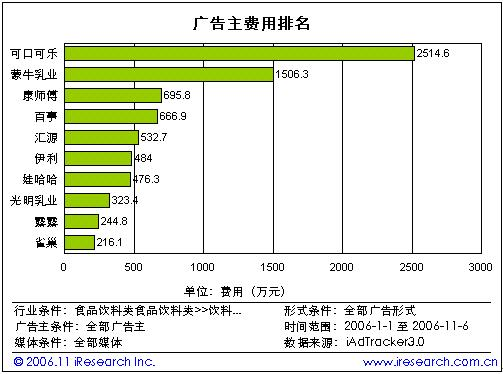 广告主费用排名
可口可乐 2514.6
蒙牛乳业 1506.3
康师傅 695.8
百事 666.9
汇源 532.7
伊利 484
娃哈哈 476.3
光明乳业 323.4
露露 244.8
雀巢 216.1
0 500 1000 1500 2000 2500 3000
单位：费用（万元）
行业条件：食品饮料类食品饮料类>>饮料... 形式条件：全部广告形式
广告主条件：全部广告主 时间范围：2006-1-1 至 2006-11-6
媒体条件：全部媒体 数据来源：iAdTracker3.0
© 2006.11 iResearch Inc. www.iresearch.com.cn